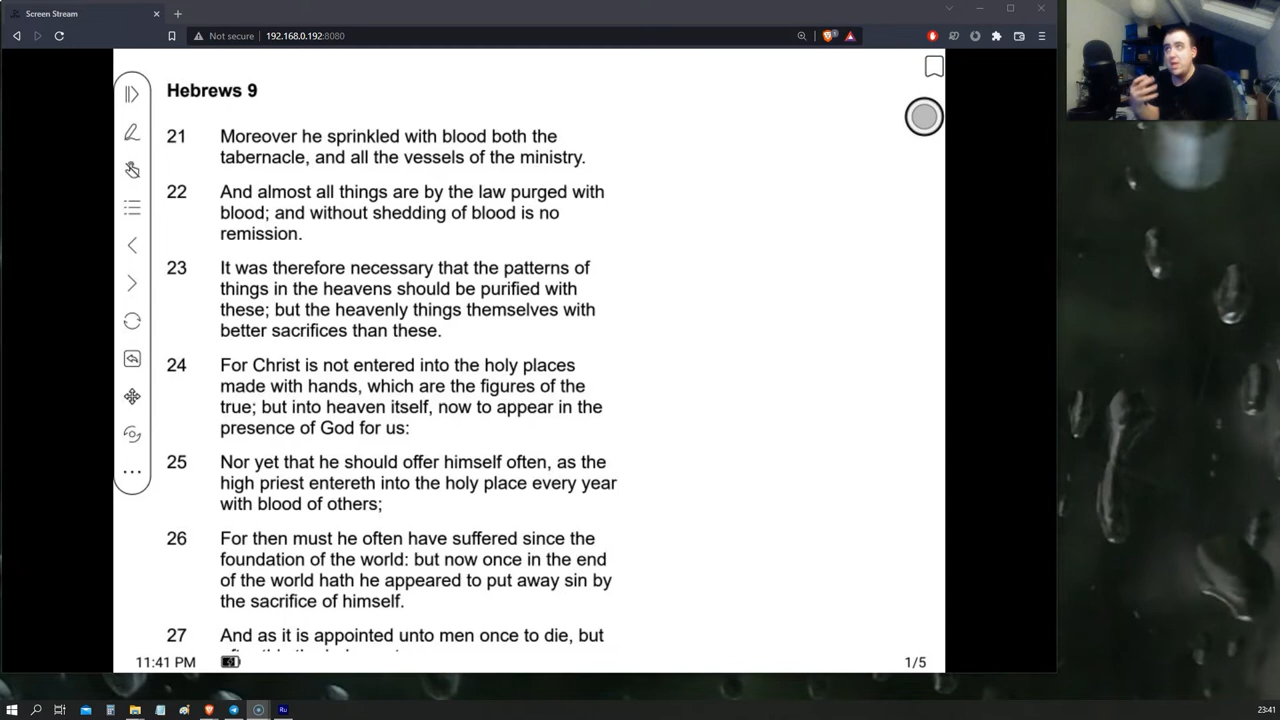 Screen Stream
Not secure
192.168.0.192:8080
Hebrews 9
21 Moreover he sprinkled with blood both the
tabernacle, and all the vessels of the ministry.
22 And almost all things are by the law purged with
blood; and without shedding of blood is no
remission.
23 It was therefore necessary that the patterns of
things in the heavens should be purified with
these; but the heavenly things themselves with
better sacrifices than these.
24 For Christ is not entered into the holy places
made with hands, which are the figures of the
true; but into heaven itself, now to appear in the
presence of God for us:
25 Nor yet that he should offer himself often, as the
high priest entereth into the holy place every year
with blood of others;
26 For then must he often have suffered since the
foundation of the world: but now once in the end
of the world hath he appeared to put away sin by
the sacrifice of himself.
27 And as it is appointed unto men once to die, but
11:41 PM
1/5
Ru
23:41